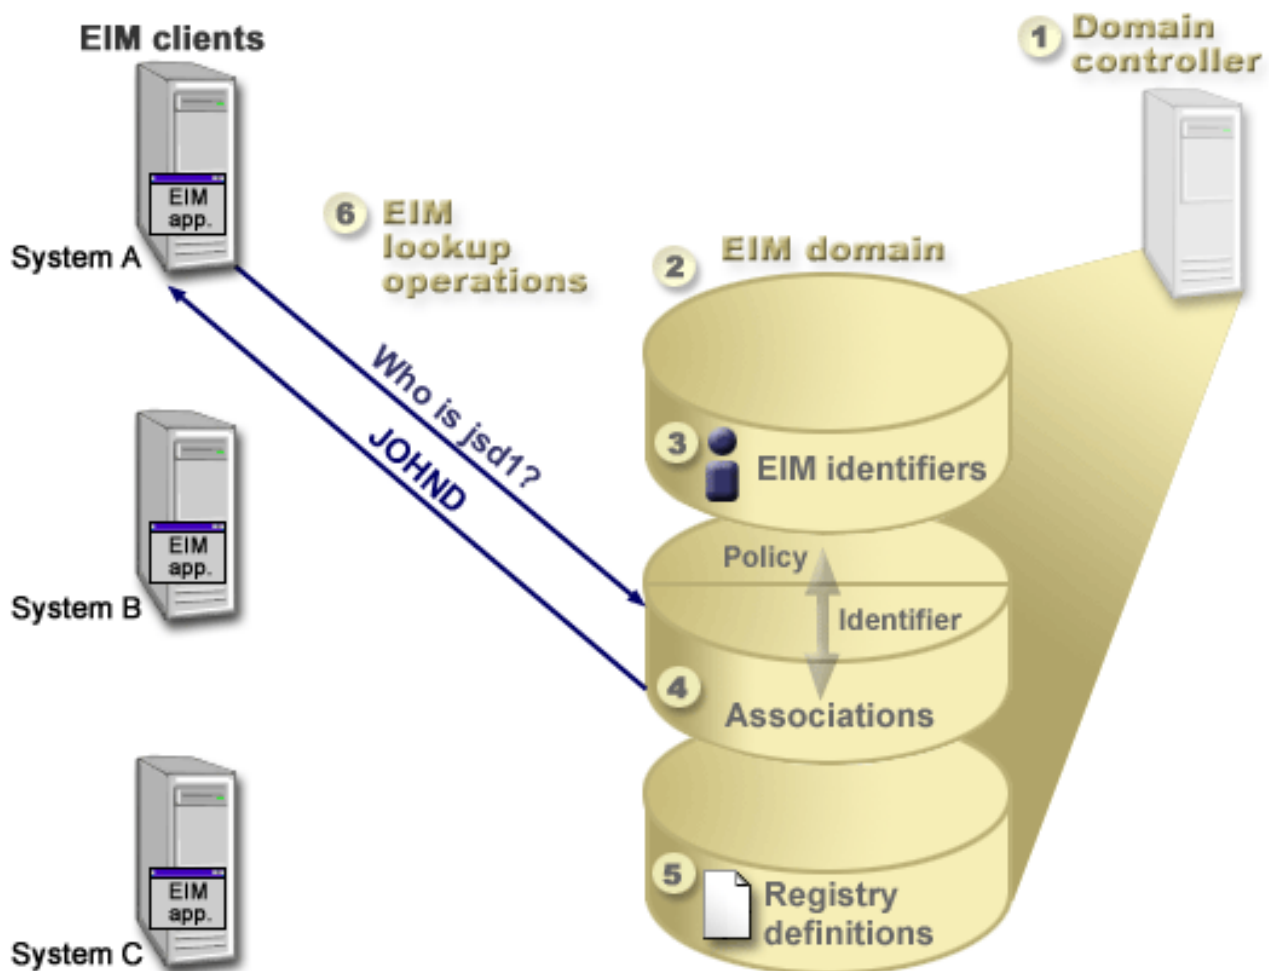 EIM clients
1 Domain
controller
EIM
app.
System A
6 EIM
lookup
operations
2 EIM domain
Who is jsd1?
JOHND
3 EIM identifiers
EIM
app.
System B
Policy
Identifier
4 Associations
EIM
app.
System C
5 Registry
definitions